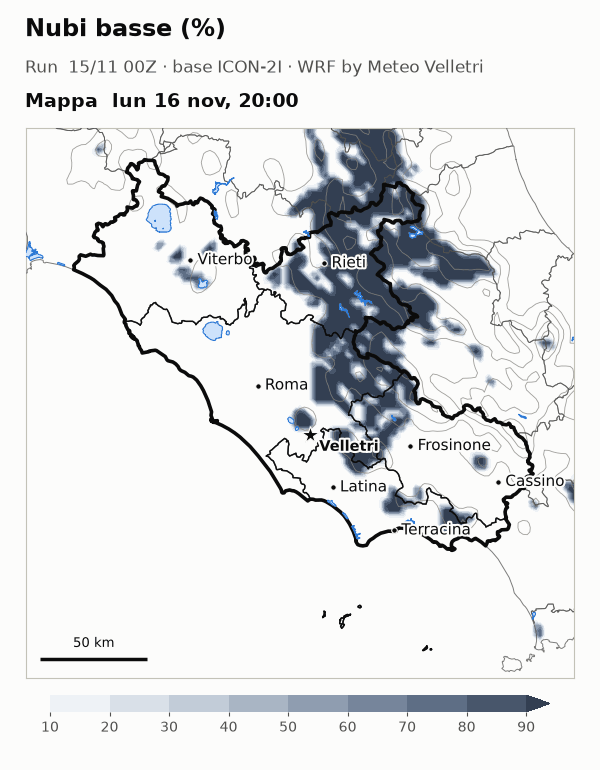 Nubi basse (%)
Run 15/11 00Z · base ICON-2I · WRF by Meteo Velletri
Mappa lun 16 nov, 20:00
Viterbo
Rieti
Roma
Velletri
Frosinone
Latina
Cassino
Terracina
50 km
10 20 30 40 50 60 70 80 90